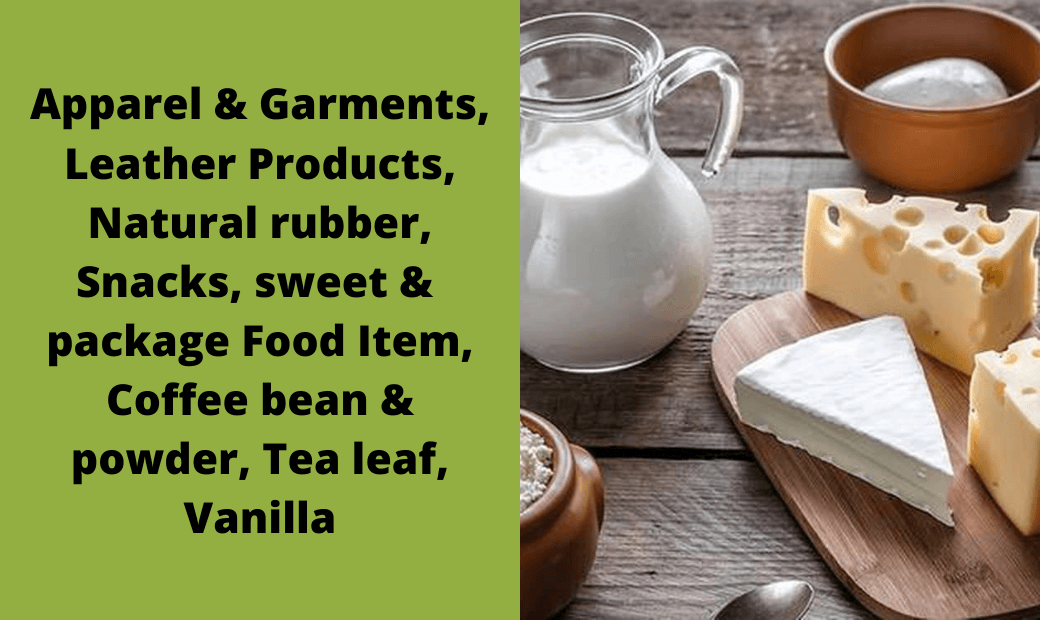 Apparel & Garments,
Leather Products,
Natural rubber,
Snacks, sweet &
package Food Item,
Coffee bean &
powder, Tea leaf,
Vanilla